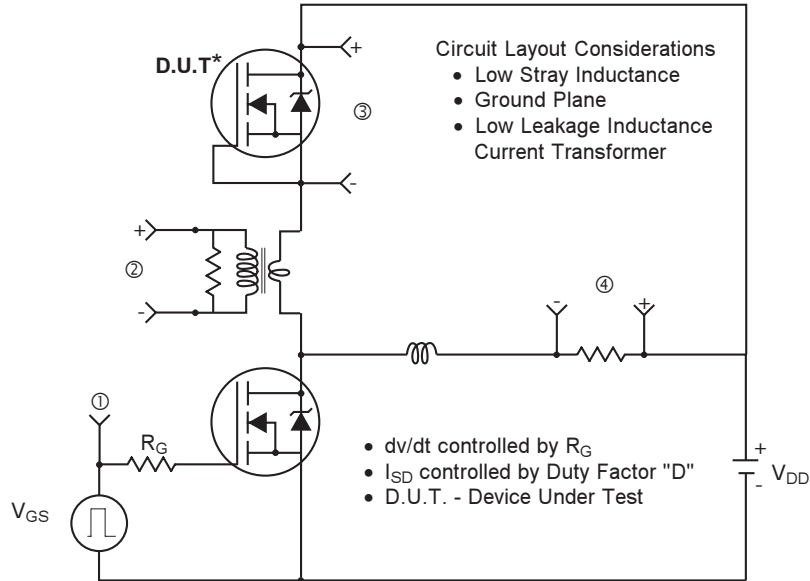 D.U.T*
+
-
③
Circuit Layout Considerations
• Low Stray Inductance
• Ground Plane
• Low Leakage Inductance
Current Transformer
+
②
-
④
-
+
①
RG
VGS
• dv/dt controlled by RG
• ISD controlled by Duty Factor "D"
• D.U.T. - Device Under Test
+
-
VDD